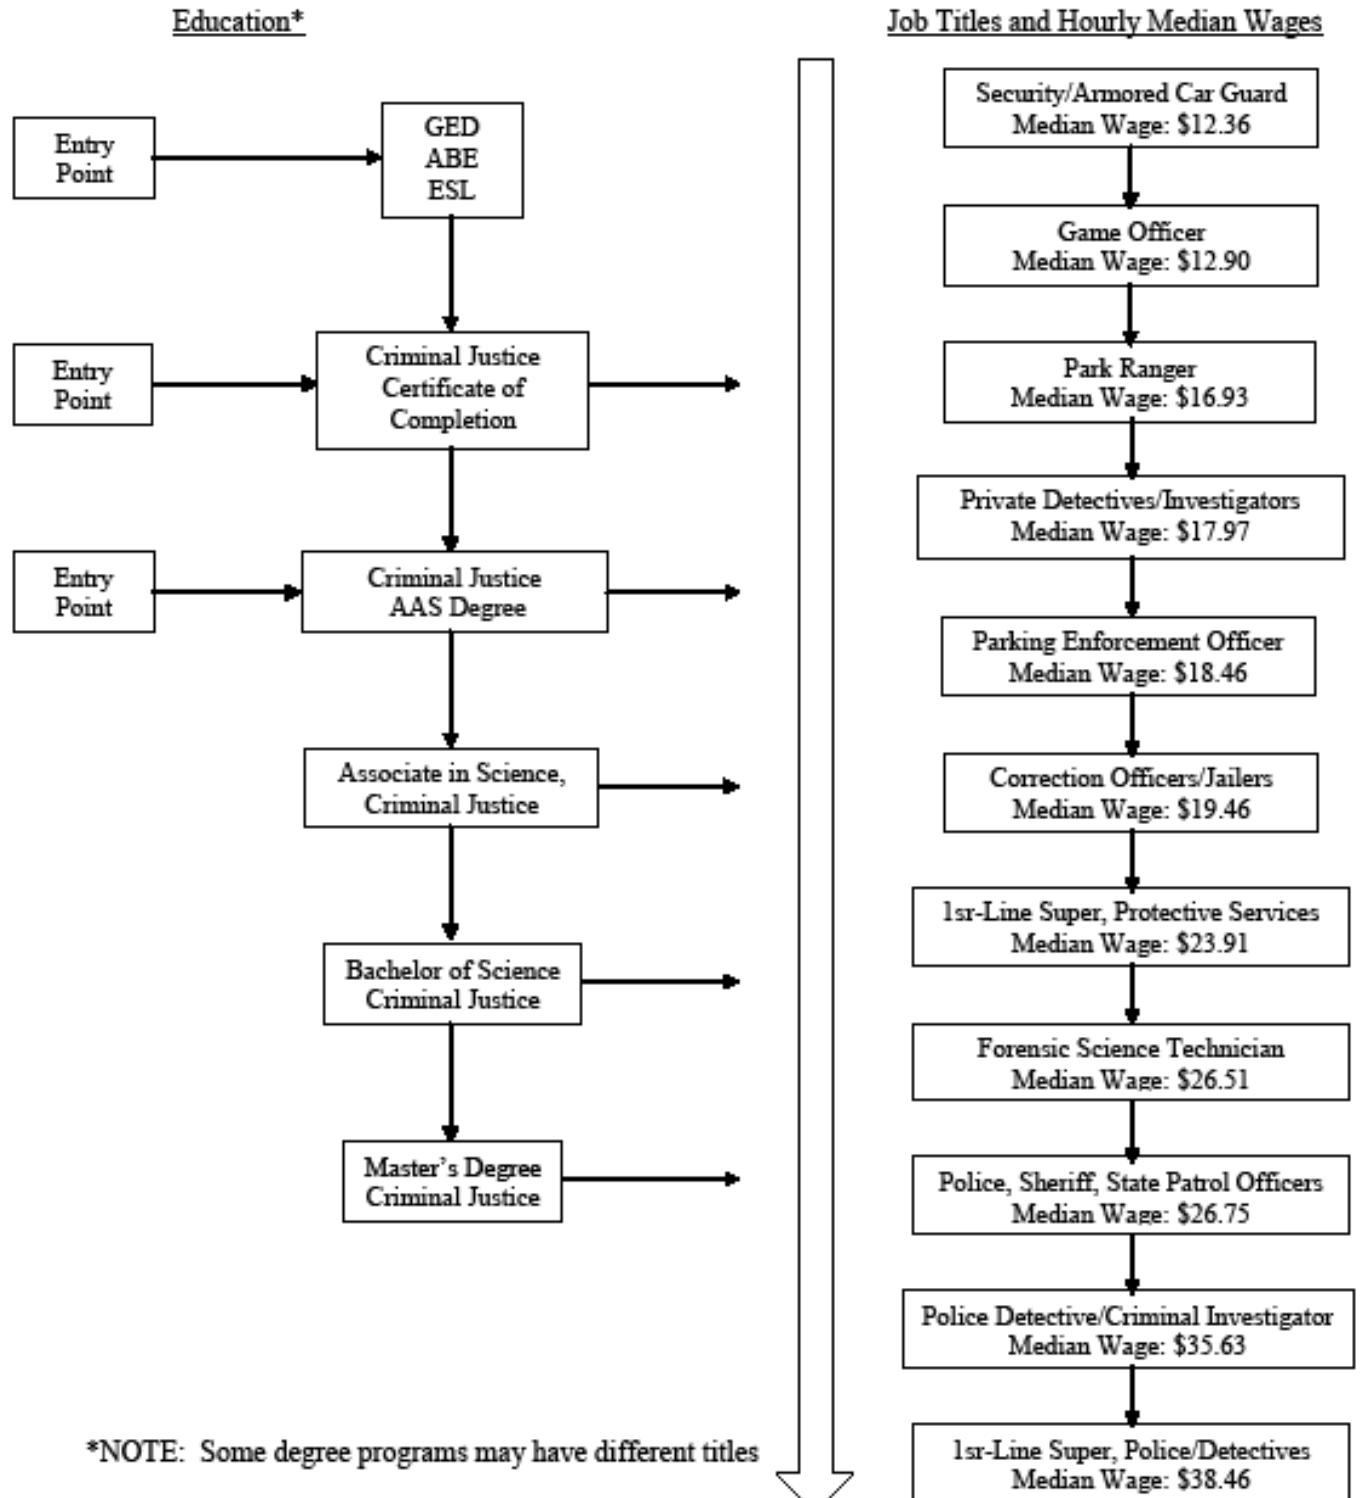 Education*
Entry
Point
GED
ABE
ESL
Entry
Point
Criminal Justice
Certificate of
Completion
Entry
Point
Criminal Justice
AAS Degree
Associate in Science,
Criminal Justice
Bachelor of Science
Criminal Justice
Master's Degree
Criminal Justice
*NOTE: Some degree programs may have different titles
Job Titles and Hourly Median Wages
Security/Armored Car Guard
Median Wage: $12.36
Game Officer
Median Wage: $12.90
Park Ranger
Median Wage: $16.93
Private Detectives/Investigators
Median Wage: $17.97
Parking Enforcement Officer
Median Wage: $18.46
Correction Officers/Jailers
Median Wage: $19.46
1sr-Line Super, Protective Services
Median Wage: $23.91
Forensic Science Technician
Median Wage: $26.51
Police, Sheriff, State Patrol Officers
Median Wage: $26.75
Police Detective/Criminal Investigator
Median Wage: $35.63
1sr-Line Super, Police/Detectives
Median Wage: $38.46